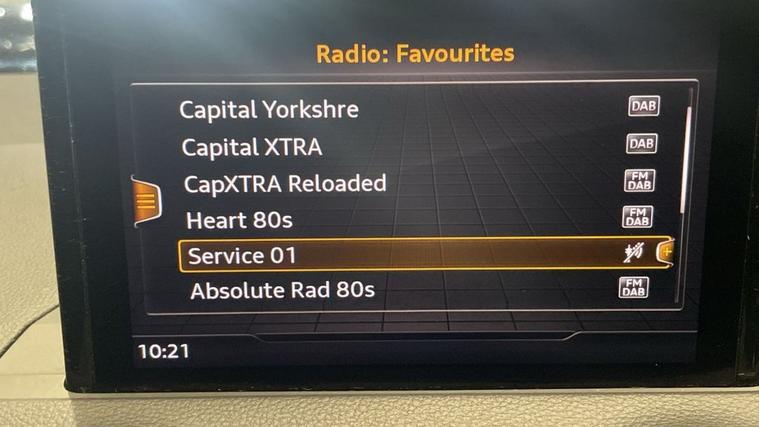 Radio: Favourites
Capital Yorkshre DAB
Capital XTRA DAB
CapXTRA Reloaded FM DAB
Heart 80s FM DAB
Service 01
Absolute Rad 80s FM DAB
10:21